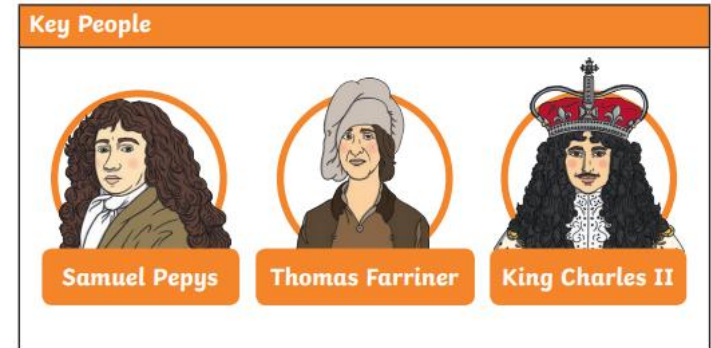 Key People
Samuel Pepys
Thomas Farriner
King Charles II